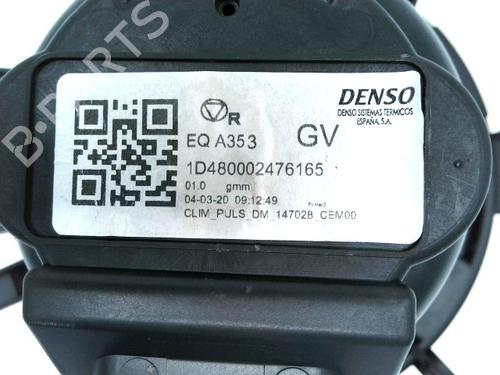 R
DENSO
DENSO SISTEMAS TERMICOS
ESPAÑA, S.A.
EQ A353
GV
1D480002476165
01.0 gmm
04-03-20 09:12:49
CLIM_PULS_DM_147028_CEM00
B-PARTS